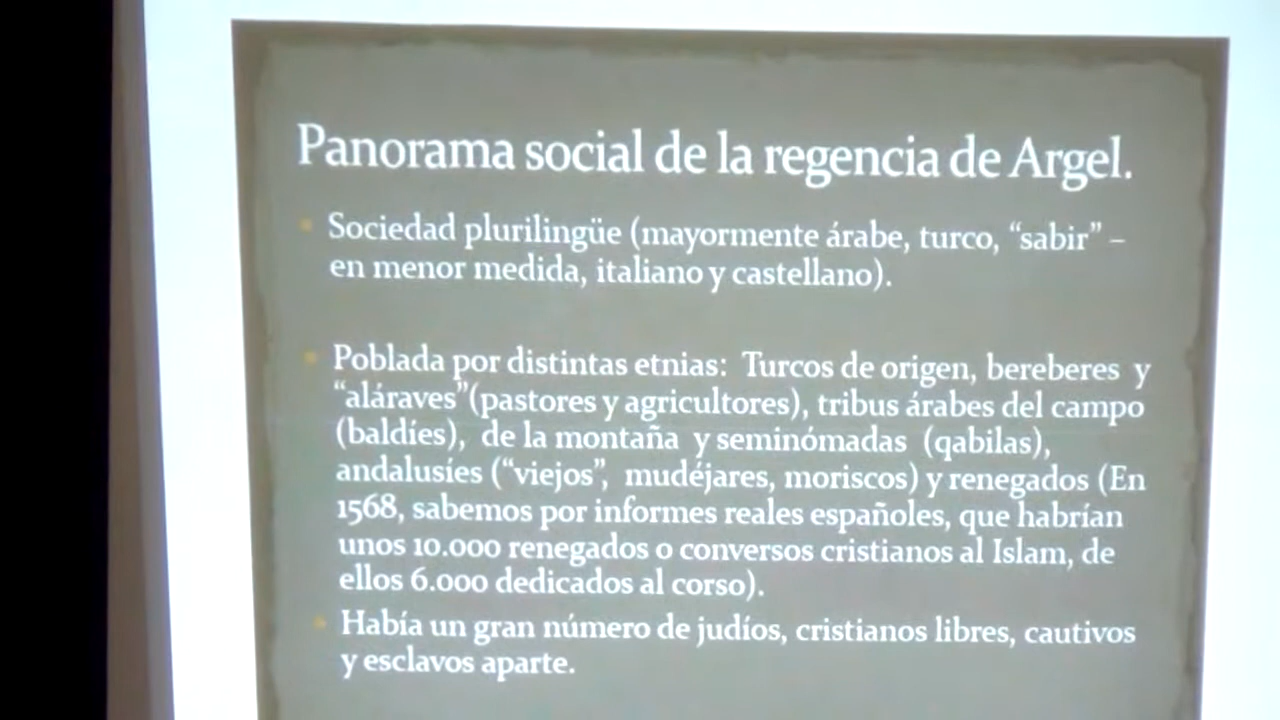 Panorama social de la regencia de Argel.
Sociedad plurilingüe (mayormente árabe, turco, “sabir” –
en menor medida, italiano y castellano).
Poblada por distintas etnias: Turcos de origen, bereberes y
“aláraves”(pastores y agricultores), tribus árabes del campo
(baldíes), de la montaña y seminómadas (qabilas),
andalusíes (“viejos”, mudéjares, moriscos) y renegados (En
1568, sabemos por informes reales españoles, que habrían
unos 10.000 renegados o conversos cristianos al Islam, de
ellos 6.000 dedicados al corso).
Había un gran número de judíos, cristianos libres, cautivos
y esclavos aparte.